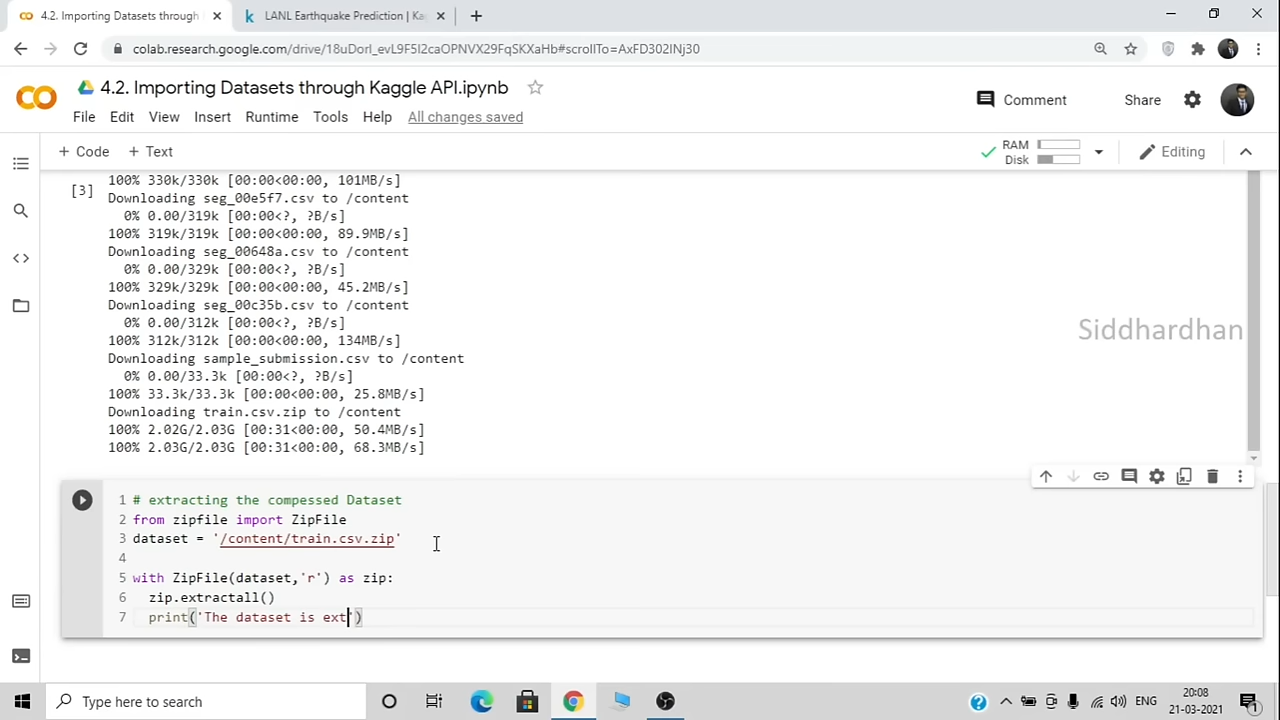 4.2. Importing Datasets through
LANL Earthquake Prediction | Ka
colab.research.google.com/drive/18uDorl_evL9F5I2caOPNVX29FqSKXaHb#scrollTo=AxFD302INj30
4.2. Importing Datasets through Kaggle API.ipynb
Comment
Share
File Edit View Insert Runtime Tools Help All changes saved
+ Code + Text
RAM
Disk
Editing
[3]
100% 330k/330k [00:00<00:00, 101MB/s]
Downloading seg_00e5f7.csv to /content
0% 0.00/319k [00:00<?, ?B/s]
100% 319k/319k [00:00<00:00, 89.9MB/s]
Downloading seg_00648a.csv to /content
0% 0.00/329k [00:00<?, ?B/s]
100% 329k/329k [00:00<00:00, 45.2MB/s]
Downloading seg_00c35b.csv to /content
0% 0.00/312k [00:00<?, ?B/s]
100% 312k/312k [00:00<00:00, 134MB/s]
Downloading sample_submission.csv to /content
0% 0.00/33.3k [00:00<?, ?B/s]
100% 33.3k/33.3k [00:00<00:00, 25.8MB/s]
Downloading train.csv.zip to /content
100% 2.02G/2.03G [00:31<00:00, 50.4MB/s]
100% 2.03G/2.03G [00:31<00:00, 68.3MB/s]
Siddhardhan
1 # extracting the compessed Dataset
2 from zipfile import ZipFile
3 dataset = '/content/train.csv.zip'
4
5 with ZipFile(dataset,'r') as zip:
6 zip.extractall()
7 print('The dataset is ext')
Type here to search
ENG
20:08
21-03-2021